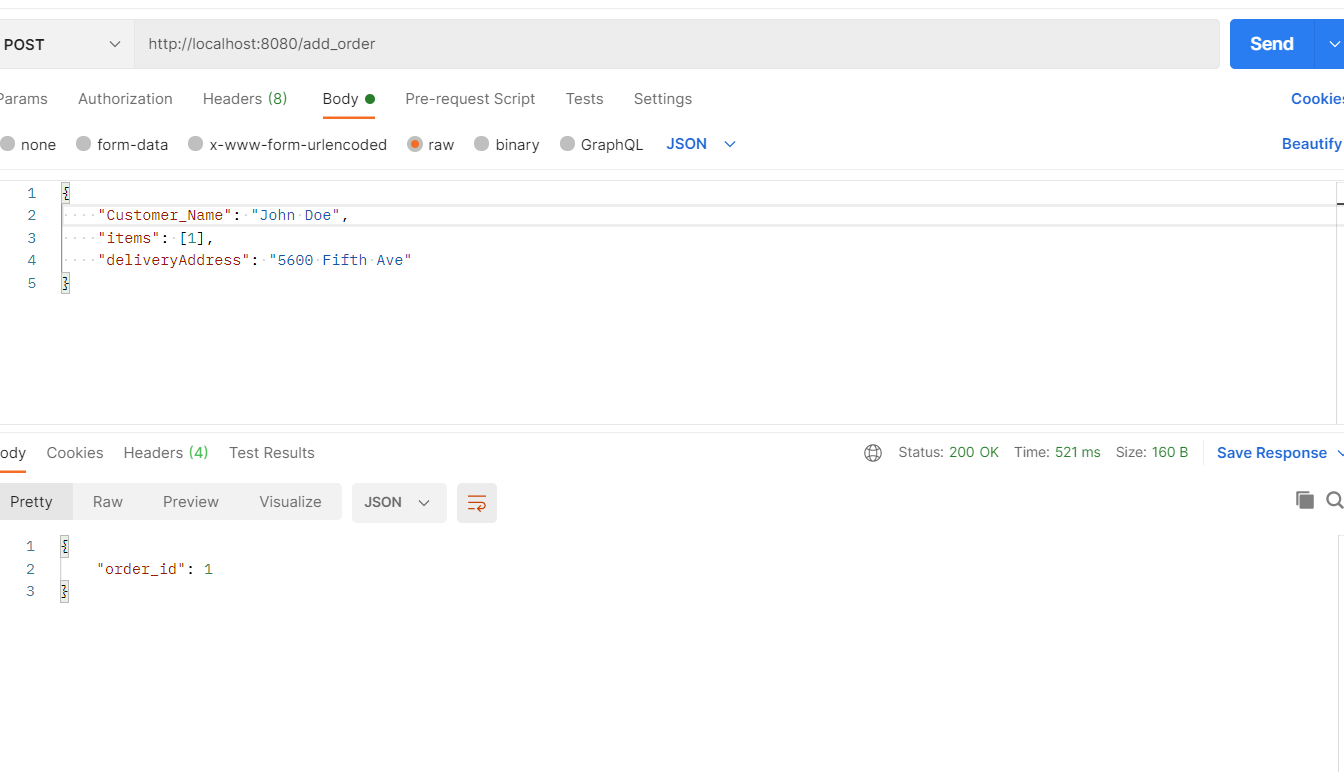 POST http://localhost:8080/add_order Send
Params Authorization Headers (8) Body Pre-request Script Tests Settings Cookies
none form-data x-www-form-urlencoded raw binary GraphQL JSON Beautify
1 {
2 "Customer_Name": "John Doe",
3 "items": [1],
4 "deliveryAddress": "5600 Fifth Ave"
5 }
ody Cookies Headers (4) Test Results Status: 200 OK Time: 521 ms Size: 160 B Save Response
Pretty Raw Preview Visualize JSON
1 {
2 "order_id": 1
3 }